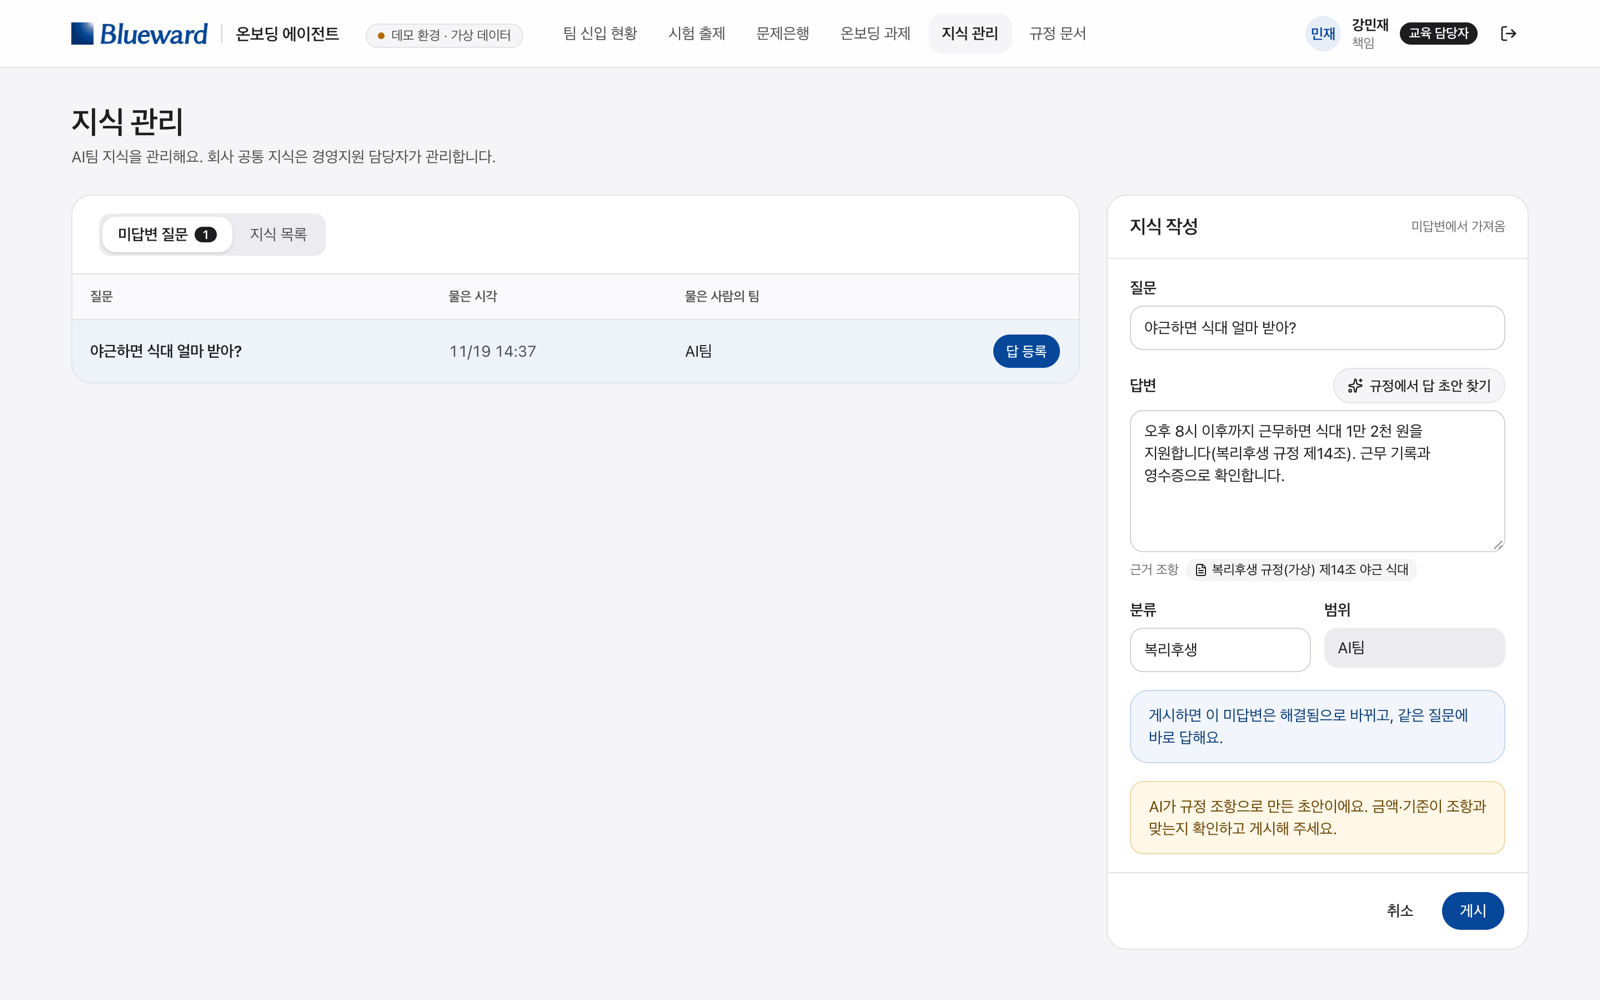 Blueward
온보딩 에이전트
데모 환경 · 가상 데이터
팀 신입 현황
시험 출제
문제은행
온보딩 과제
지식 관리
규정 문서
민재
강민재
책임
교육 담당자
지식 관리
AI팀 지식을 관리해요. 회사 공통 지식은 경영지원 담당자가 관리합니다.
미답변 질문 1
지식 목록
질문
물은 시각
물은 사람의 팀
야근하면 식대 얼마 받아?
11/19 14:37
AI팀
답 등록
지식 작성
미답변에서 가져옴
질문
야근하면 식대 얼마 받아?
답변
규정에서 답 초안 찾기
오후 8시 이후까지 근무하면 식대 1만 2천 원을
지원합니다(복리후생 규정 제14조). 근무 기록과
영수증으로 확인합니다.
근거 조항
복리후생 규정(가상) 제14조 야근 식대
분류
범위
복리후생
AI팀
게시하면 이 미답변은 해결됨으로 바뀌고, 같은 질문에
바로 답해요.
AI가 규정 조항으로 만든 초안이에요. 금액·기준이 조항과
맞는지 확인하고 게시해 주세요.
취소
게시